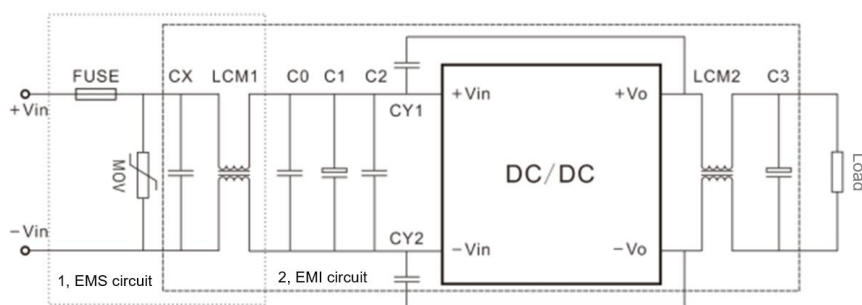 FUSE
CX
LCM1
C0
C1
C2
CY1
LCM2
C3
+Vin
+Vin
+Vo
MOV
DC/DC
Load
CY2
−Vin
−Vin
−Vo
1, EMS circuit
2, EMI circuit